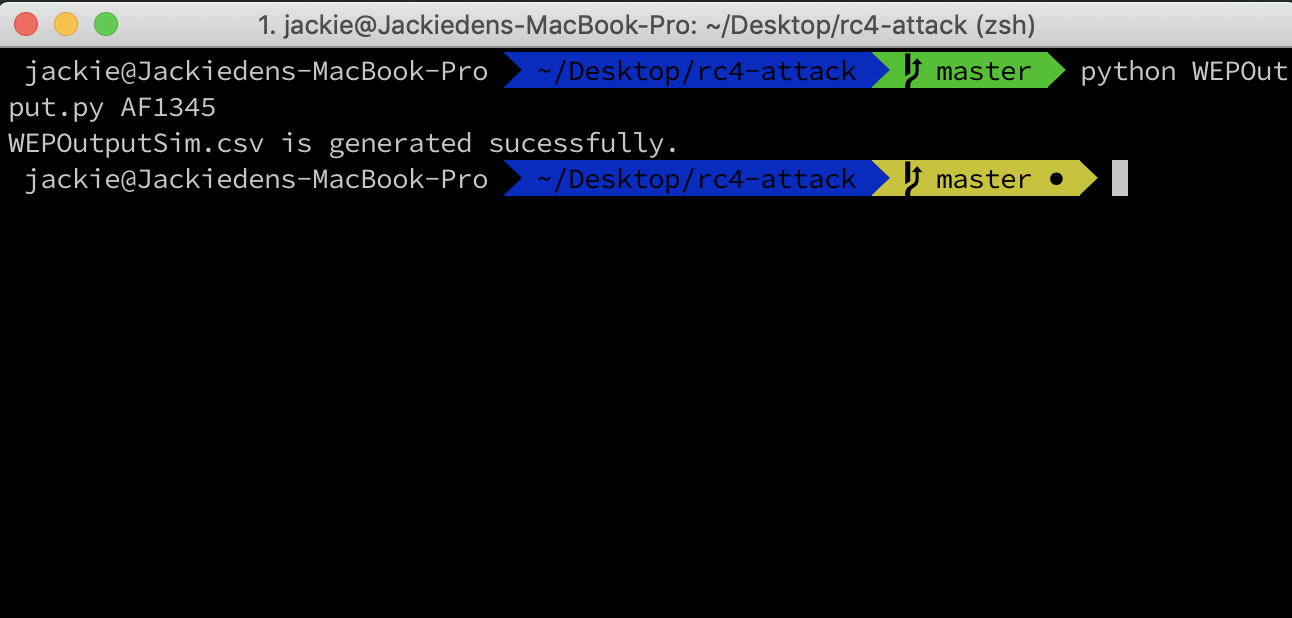 1. jackie@Jackiedens-MacBook-Pro: ~/Desktop/rc4-attack (zsh)
jackie@Jackiedens-MacBook-Pro ~/Desktop/rc4-attack master python WEPOut
put.py AF1345
WEPOutputSim.csv is generated sucessfully.
jackie@Jackiedens-MacBook-Pro ~/Desktop/rc4-attack master ●